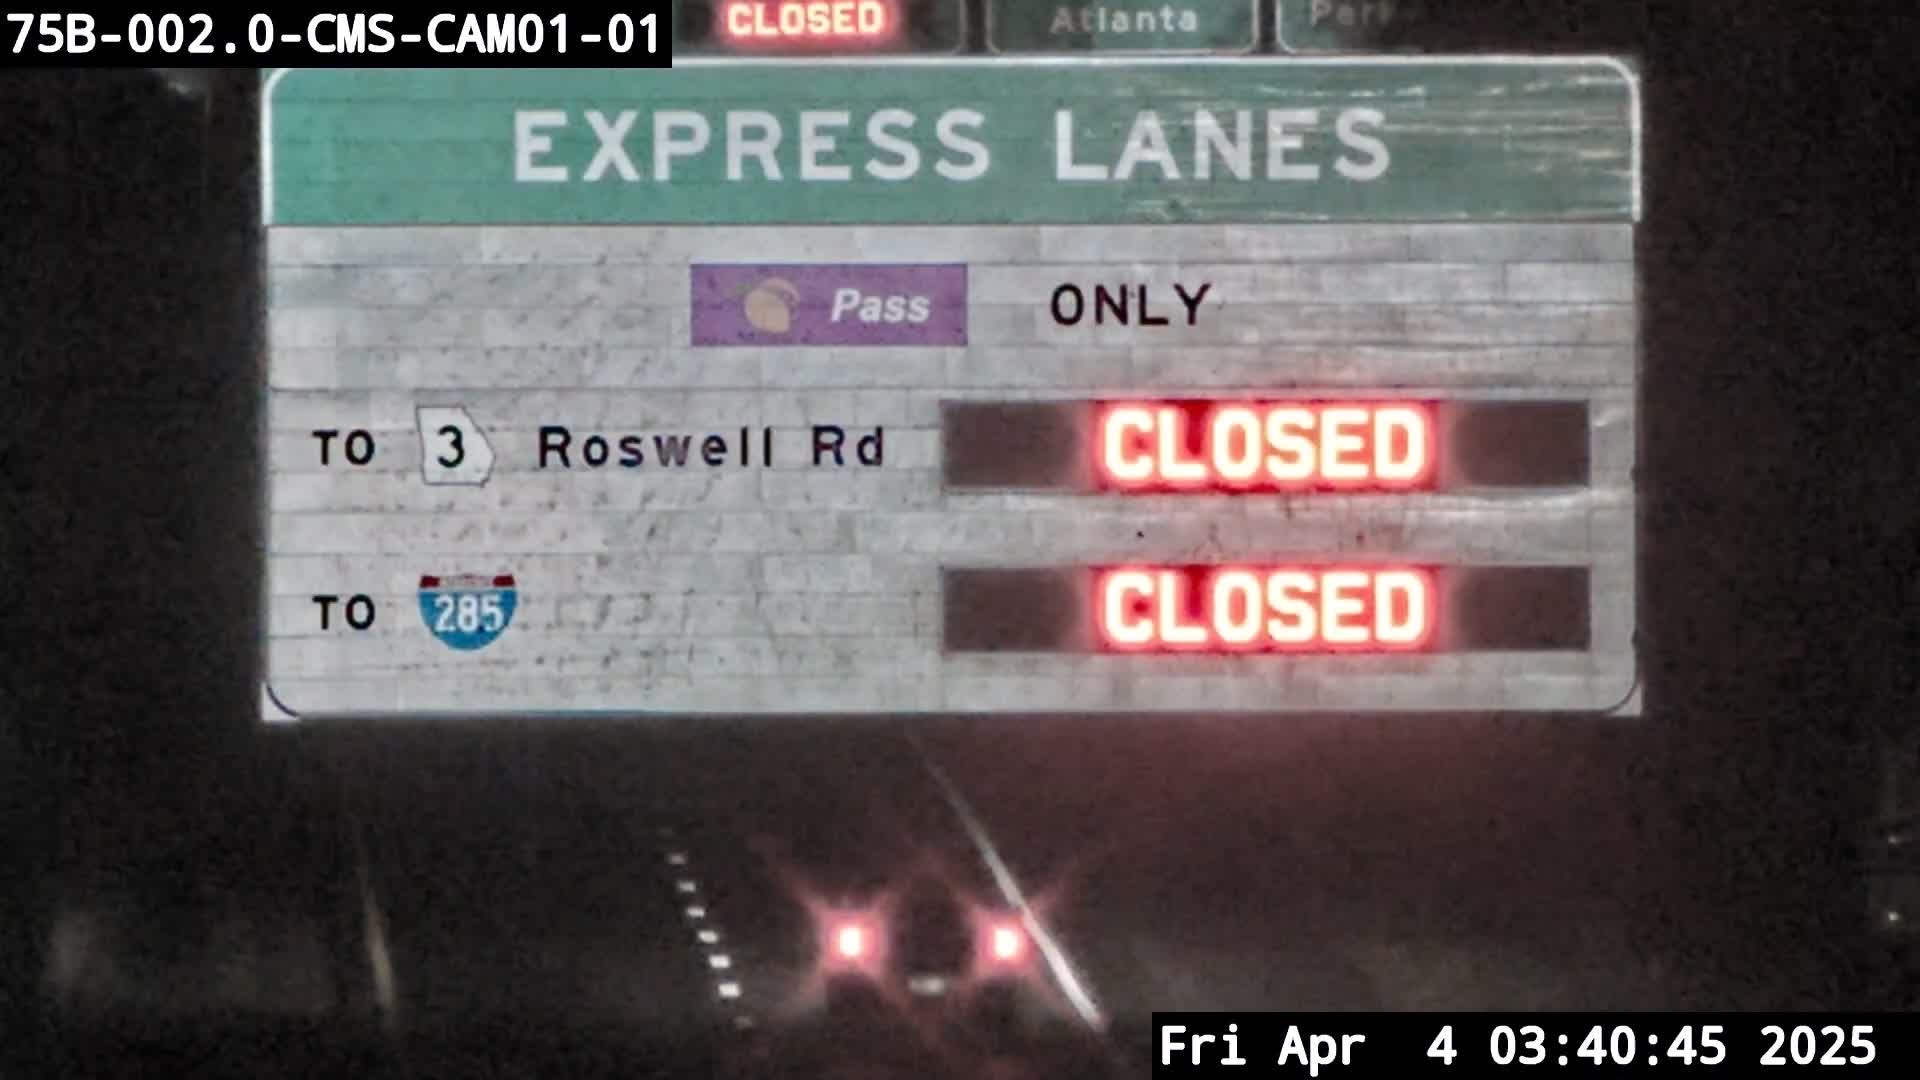 75B-002.0-CMS-CAM01-01
CLOSED
Atlanta
EXPRESS LANES
Pass ONLY
TO 3 Roswell Rd CLOSED
TO 285 CLOSED
Fri Apr 4 03:40:45 2025